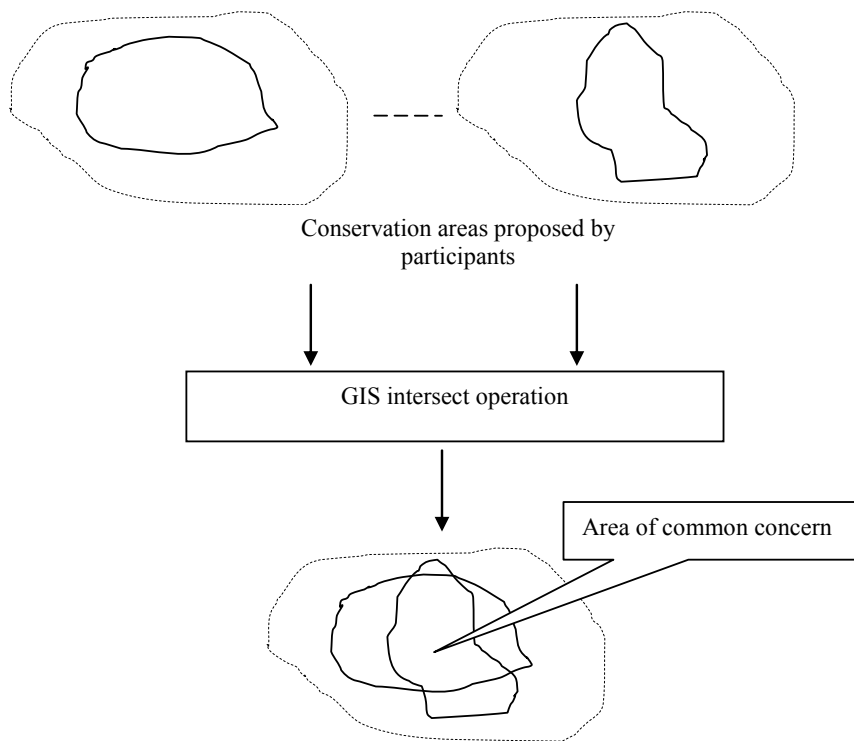 Conservation areas proposed by
participants
GIS intersect operation
Area of common concern